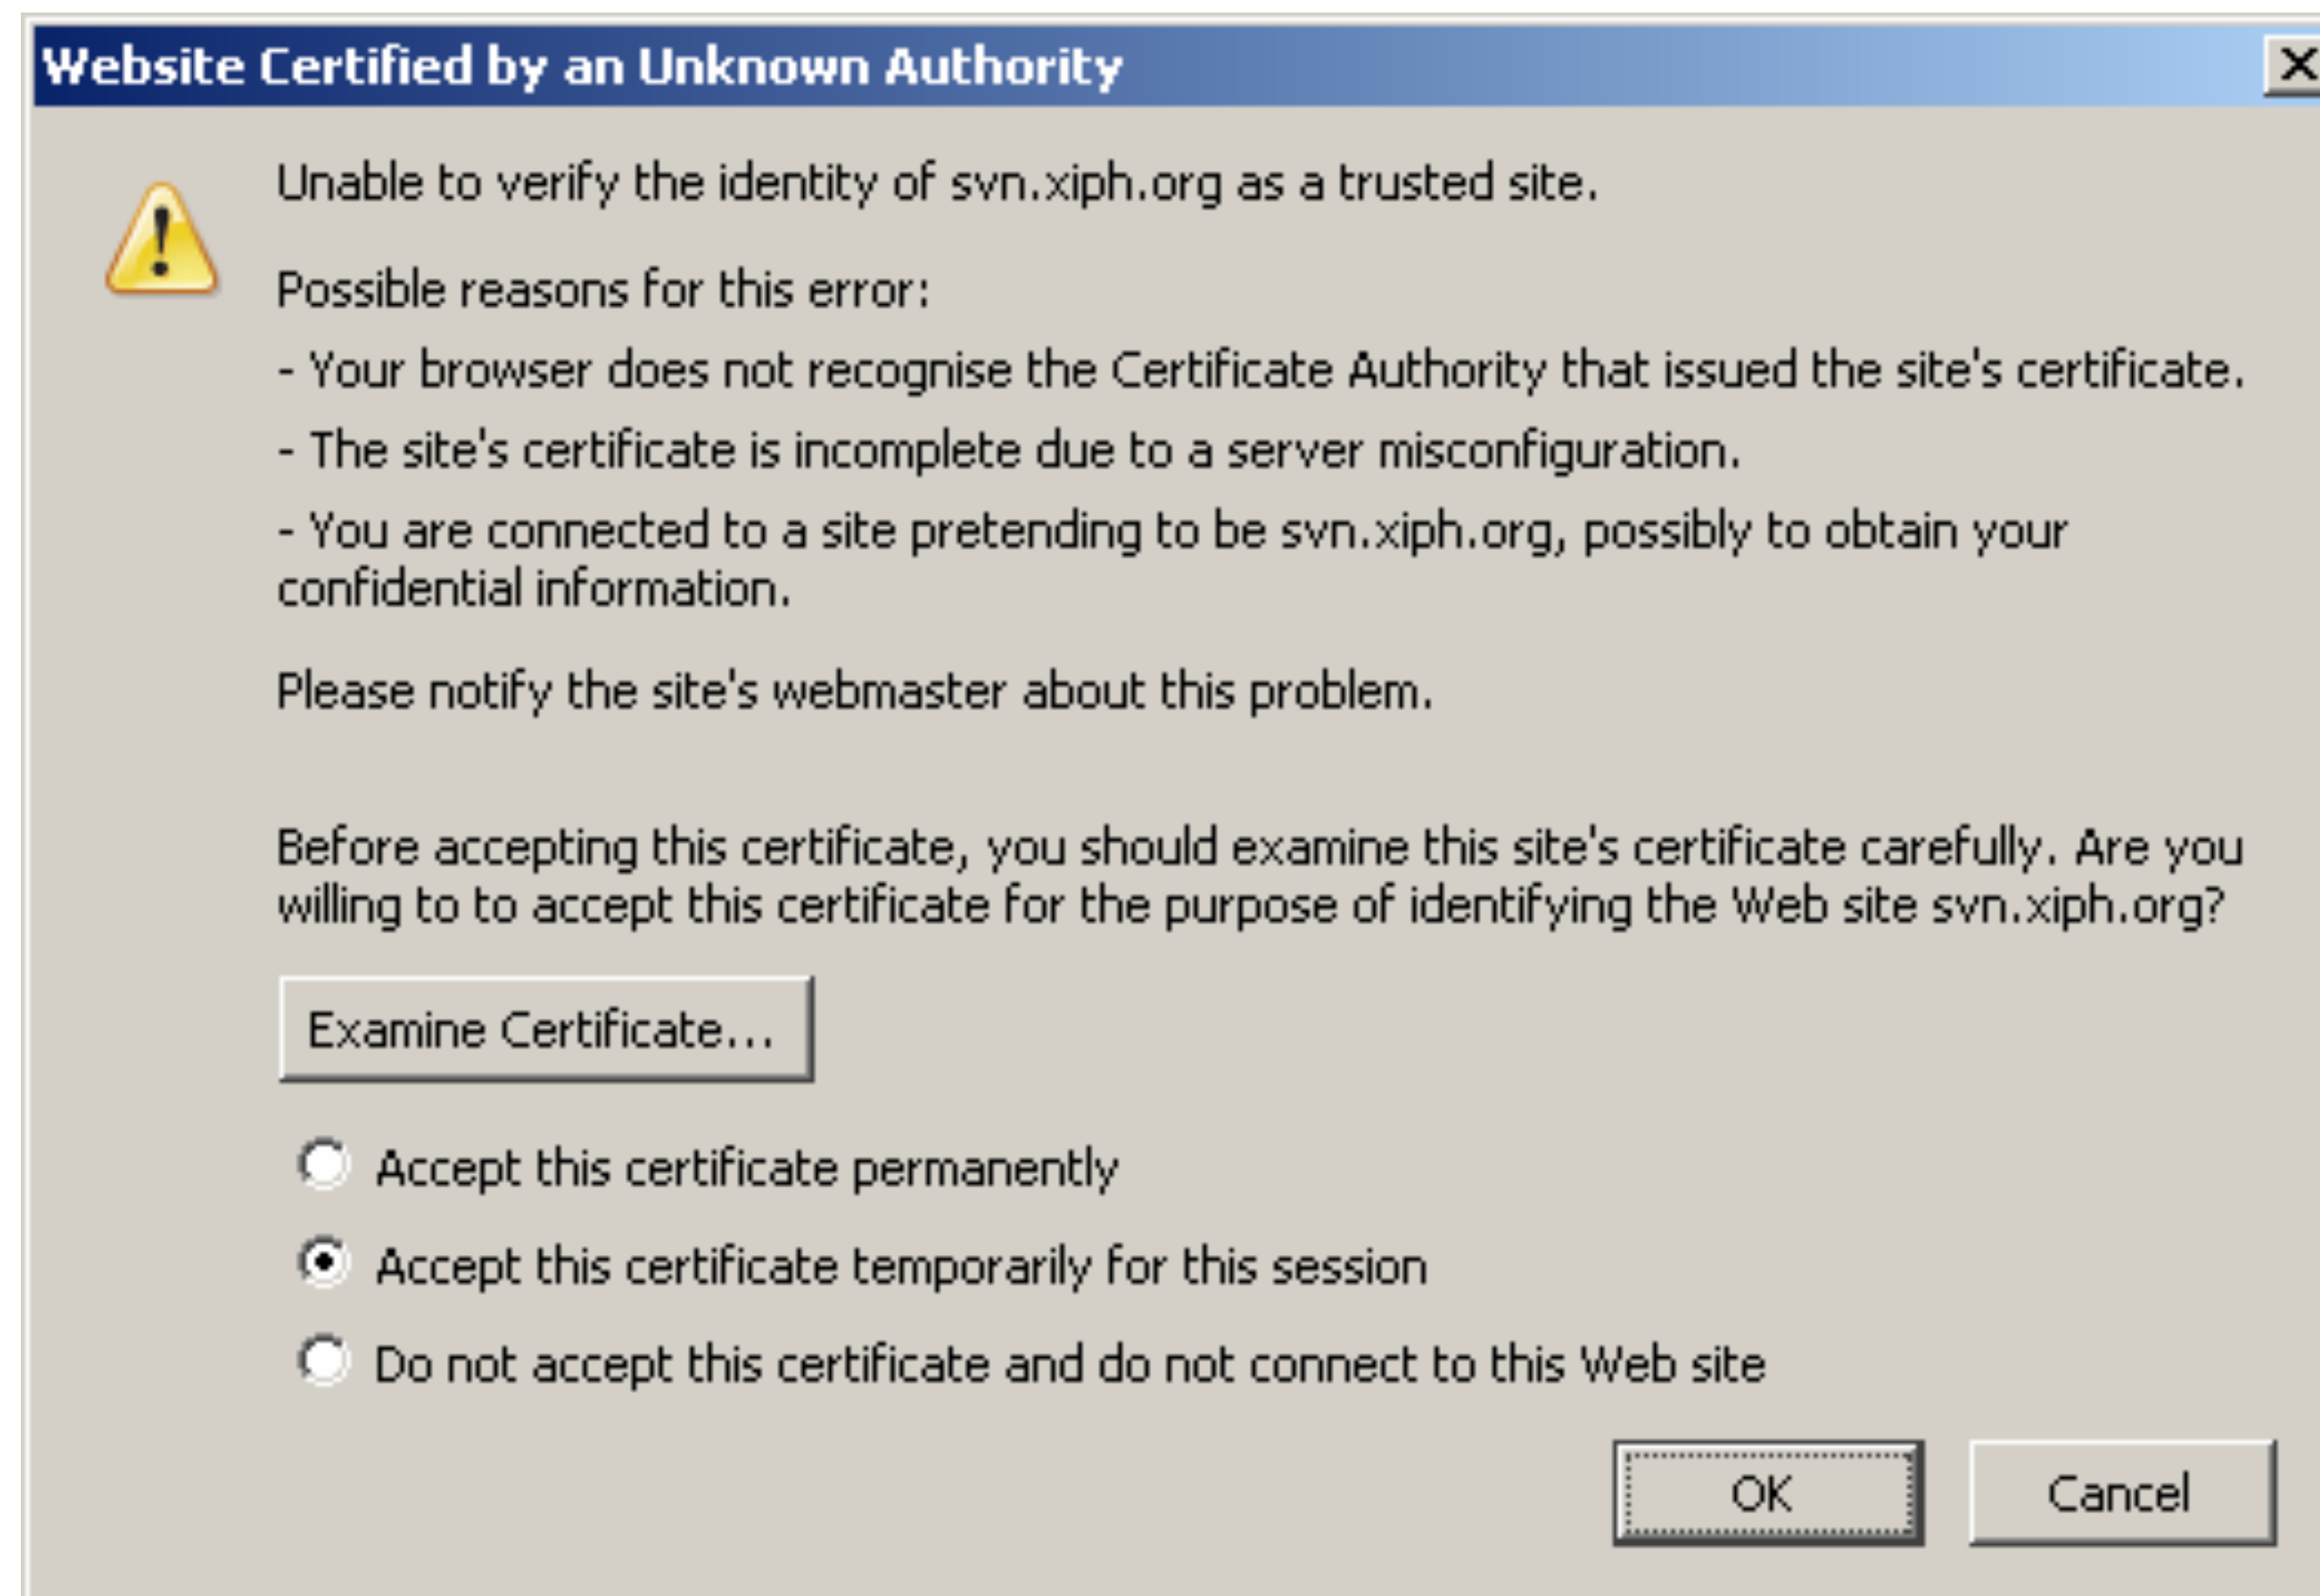 Website Certified by an Unknown Authority
Unable to verify the identity of svn.xiph.org as a trusted site.
Possible reasons for this error:
- Your browser does not recognise the Certificate Authority that issued the site's certificate.
- The site's certificate is incomplete due to a server misconfiguration.
- You are connected to a site pretending to be svn.xiph.org, possibly to obtain your
confidential information.
Please notify the site's webmaster about this problem.
Before accepting this certificate, you should examine this site's certificate carefully. Are you
willing to to accept this certificate for the purpose of identifying the Web site svn.xiph.org?
Examine Certificate...
Accept this certificate permanently
Accept this certificate temporarily for this session
Do not accept this certificate and do not connect to this Web site
OK Cancel